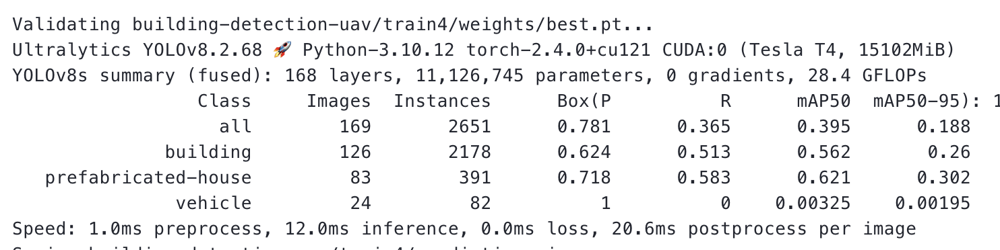 Validating building-detection-uav/train4/weights/best.pt...
Ultralytics YOLOv8.2.68 🚀 Python-3.10.12 torch-2.4.0+cu121 CUDA:0 (Tesla T4, 15102MiB)
YOLOv8s summary (fused): 168 layers, 11,126,745 parameters, 0 gradients, 28.4 GFLOPs
Class Images Instances Box(P R mAP50 mAP50-95): 1
all 169 2651 0.781 0.365 0.395 0.188
building 126 2178 0.624 0.513 0.562 0.26
prefabricated-house 83 391 0.718 0.583 0.621 0.302
vehicle 24 82 1 0 0.00325 0.00195
Speed: 1.0ms preprocess, 12.0ms inference, 0.0ms loss, 20.6ms postprocess per image